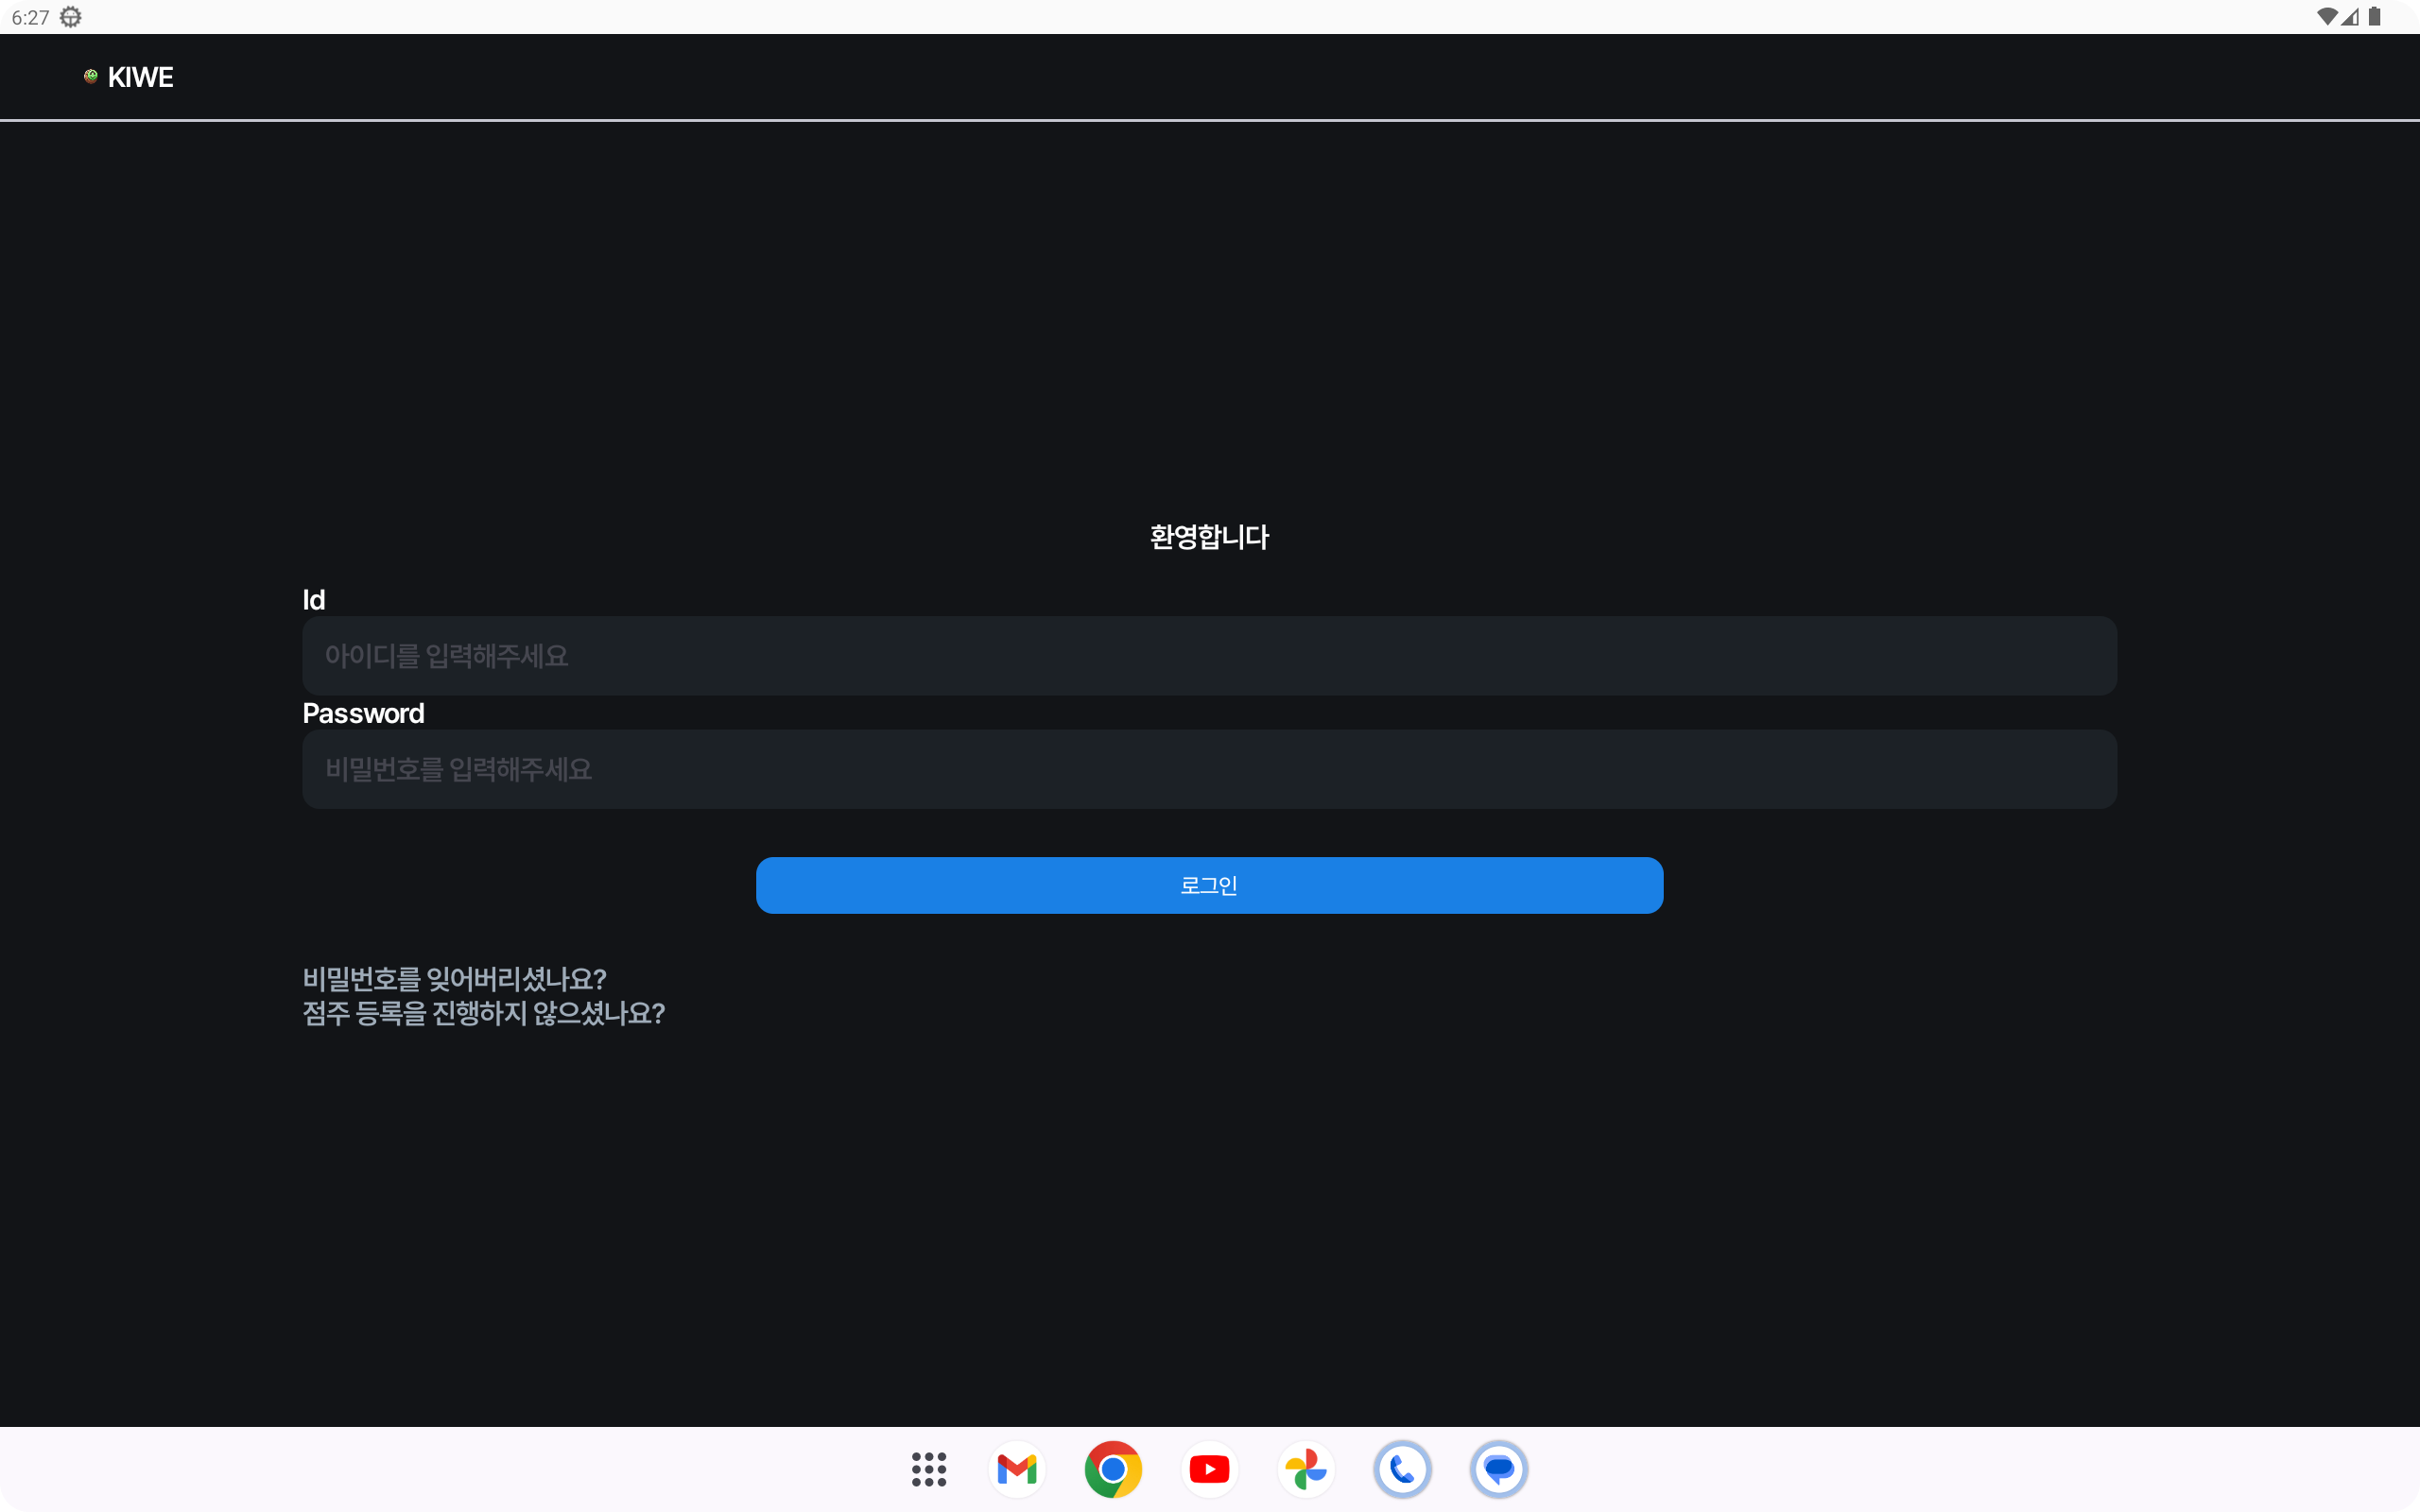 6:27
KIWE
환영합니다
Id
아이디를 입력해주세요
Password
비밀번호를 입력해주세요
로그인
비밀번호를 잊어버리셨나요?
점주 등록을 진행하지 않으셨나요?